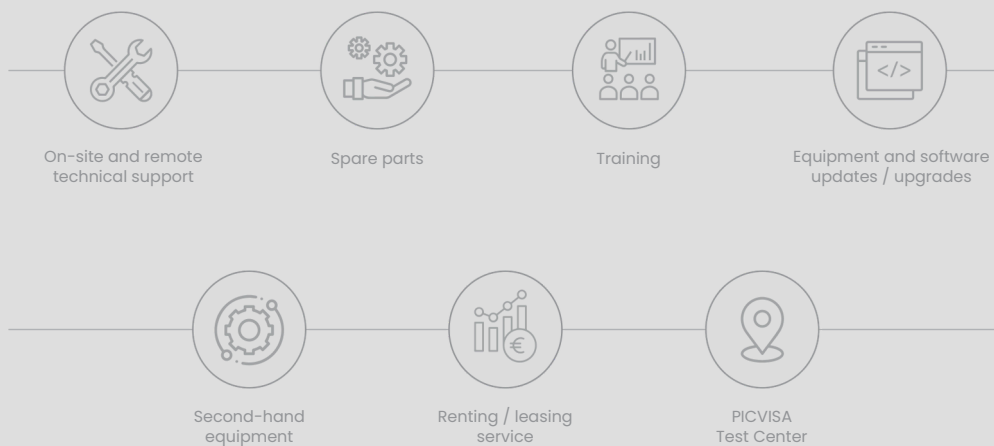 </>
On-site and remote
technical support
Spare parts
Training
Equipment and software
updates / upgrades
€
Second-hand
equipment
Renting / leasing
service
PICVISA
Test Center